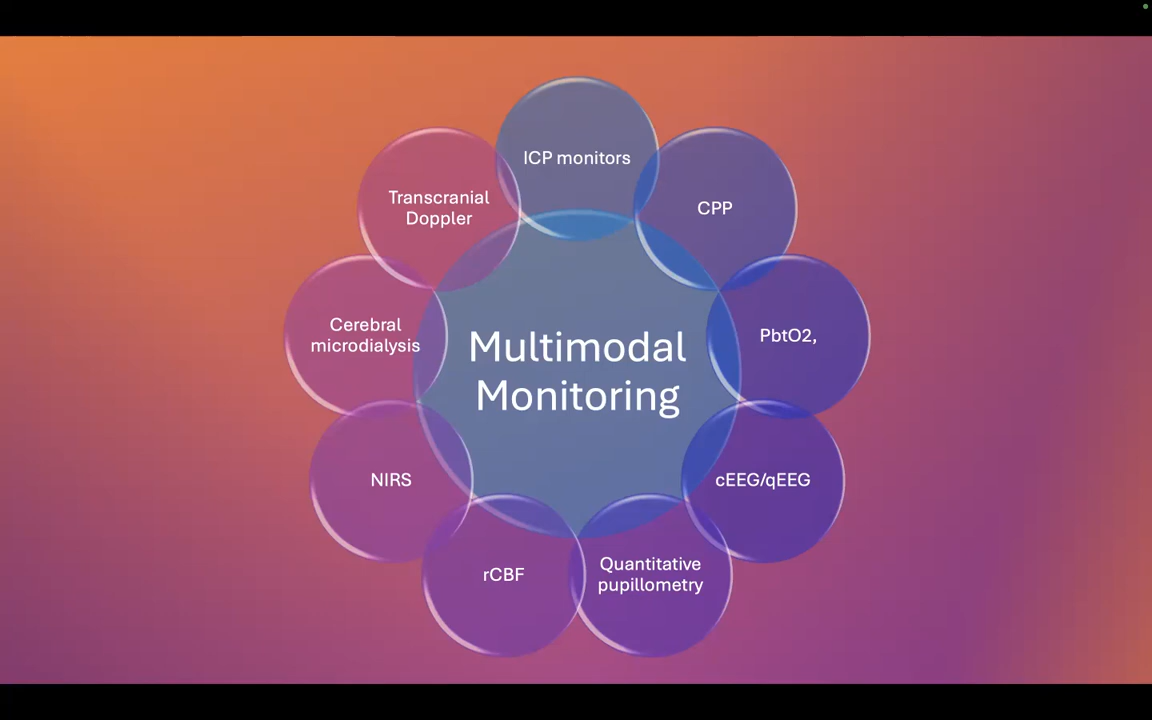 Multimodal
Monitoring
ICP monitors
CPP
PbtO2,
cEEG/qEEG
Quantitative
pupillometry
rCBF
NIRS
Cerebral
microdialysis
Transcranial
Doppler